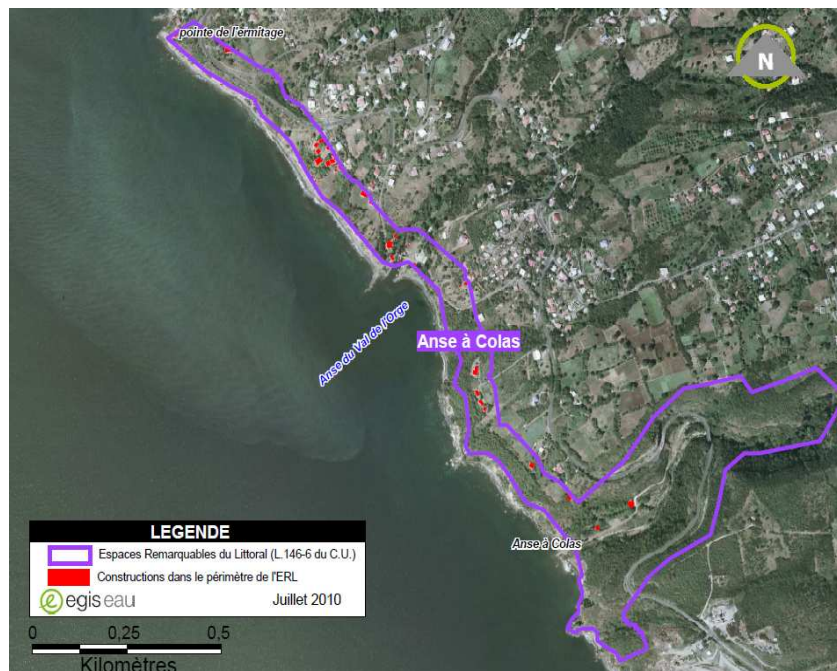 pointe de l'ermitage
N
Anse du Val de l'Orge
Anse à Colas
Anse à Colas
LEGENDE
Espaces Remarquables du Littoral (L.146-6 du C.U.)
Constructions dans le périmètre de l'ERL
egis eau Juillet 2010
0 0,25 0,5
Kilomètres